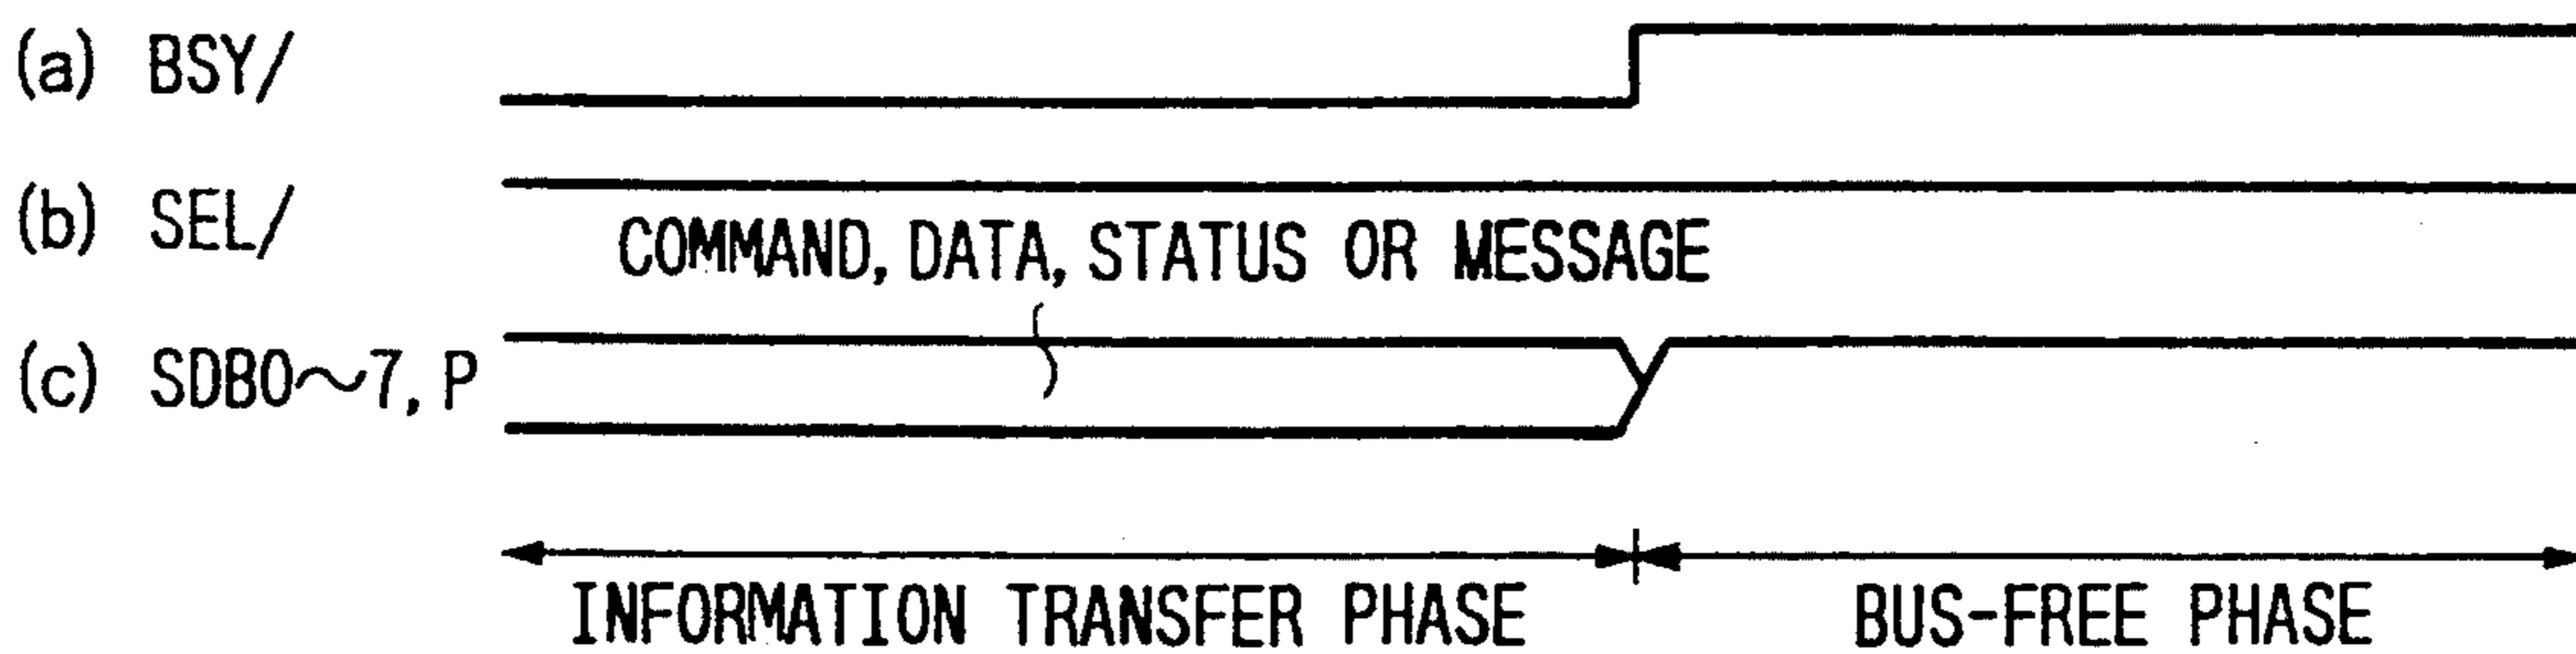 (a) BSY/
(b) SEL/
COMMAND, DATA, STATUS OR MESSAGE
(c) SDB0~7, P
INFORMATION TRANSFER PHASE
BUS-FREE PHASE